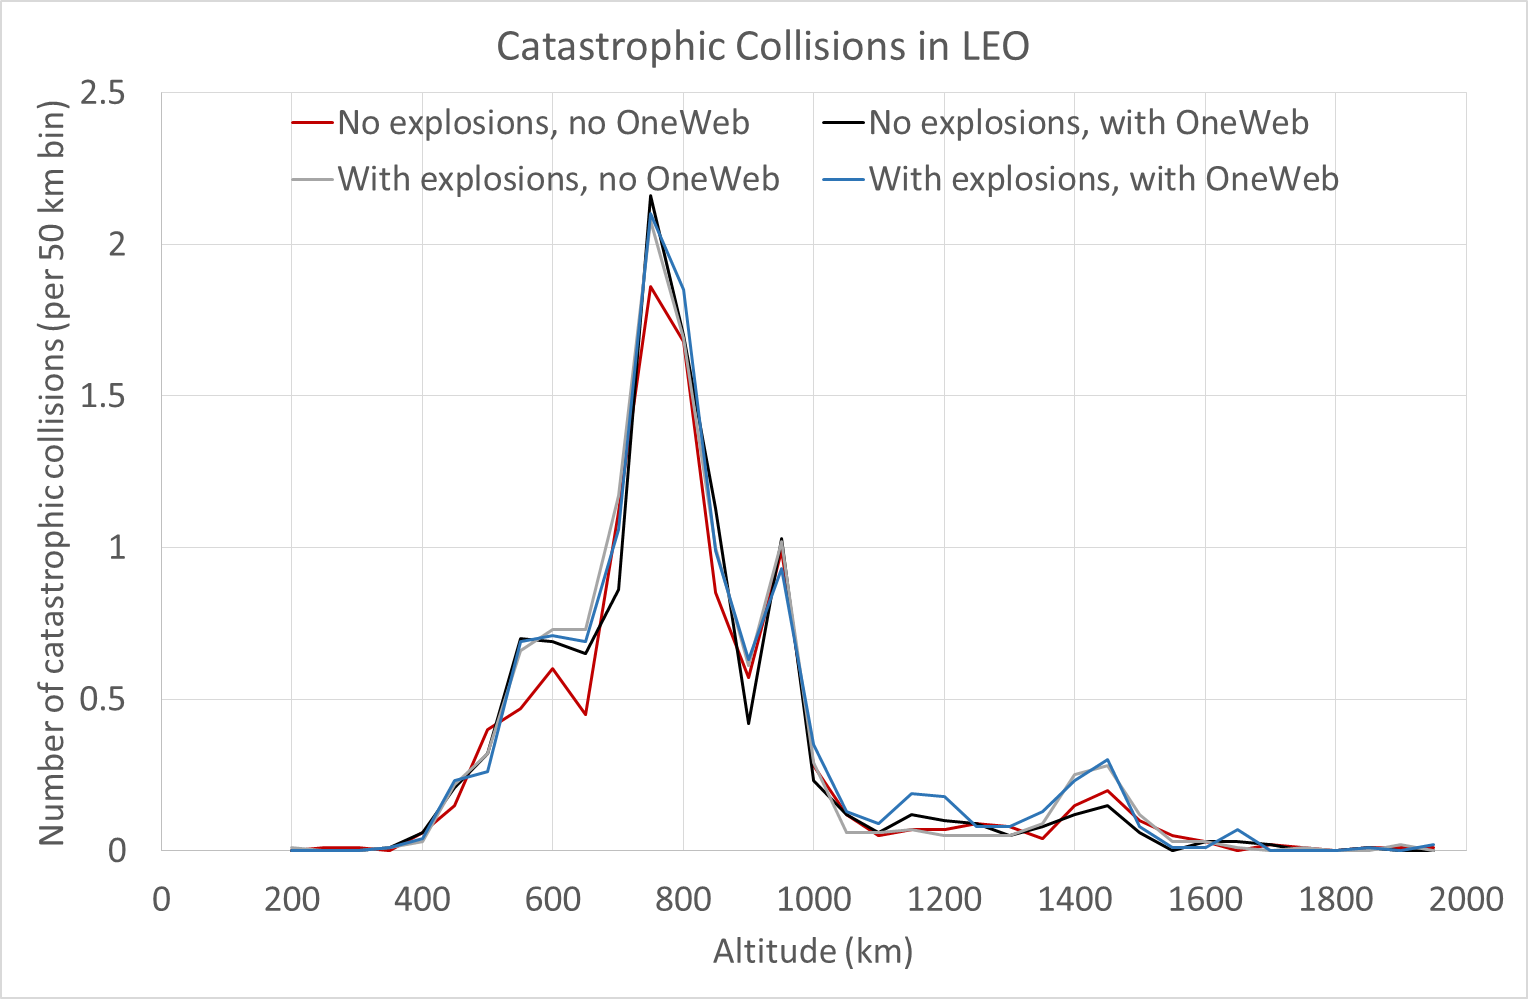 Catastrophic Collisions in LEO
Number of catastrophic collisions (per 50 km bin)
2.5
2
1.5
1
0.5
0
No explosions, no OneWeb
No explosions, with OneWeb
With explosions, no OneWeb
With explosions, with OneWeb
0 200 400 600 800 1000 1200 1400 1600 1800 2000
Altitude (km)